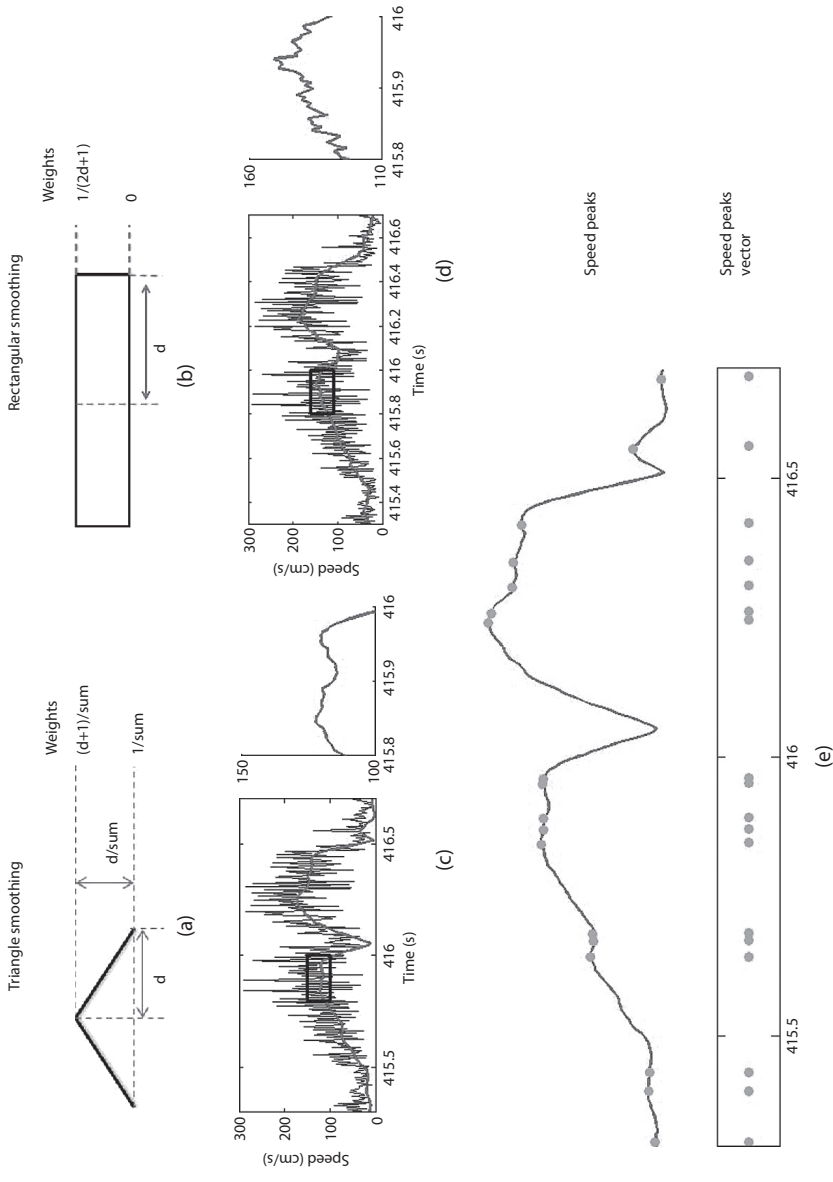 Triangle smoothing
Weights
(d+1)/sum
d/sum
1/sum
d
(a)
Rectangular smoothing
Weights
1/(2d+1)
0
d
(b)
300
200
100
0
Speed (cm/s)
415.5
416
416.5
Time (s)
150
100
415.8
415.9
416
(c)
300
200
100
0
Speed (cm/s)
415.4
415.6
415.8
416
416.2
416.4
416.6
Time (s)
160
110
415.8
415.9
416
(d)
Speed peaks
Speed peaks
vector
415.5
416
416.5
(e)